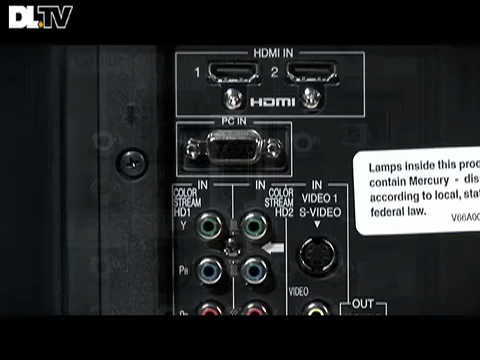 DL.TV
HDMI IN
1 2
HDMI
PC IN
IN IN IN
COLOR STREAM HD1
COLOR STREAM HD2
VIDEO 1
S-VIDEO
Y
PB
VIDEO
OUT
Lamps inside this prod
contain Mercury - dis
according to local, stat
federal law.
V66A00